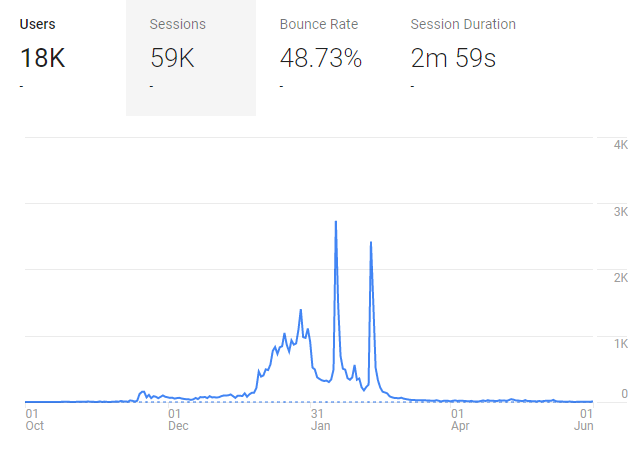 Users Sessions Bounce Rate Session Duration
18K 59K 48.73% 2m 59s
- - - -
4K
3K
2K
1K
0
01 01 31 01 01
Oct Dec Jan Apr Jun